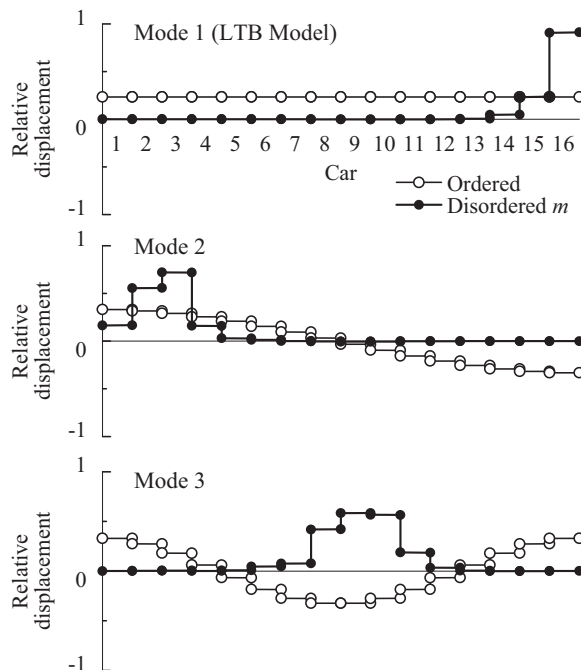 1
Mode 1 (LTB Model)
Relative displacement
0
1 2 3 4 5 6 7 8 9 10 11 12 13 14 15 16
Car
Ordered
Disordered m
-1
1
Mode 2
Relative displacement
0
-1
1
Mode 3
Relative displacement
0
-1